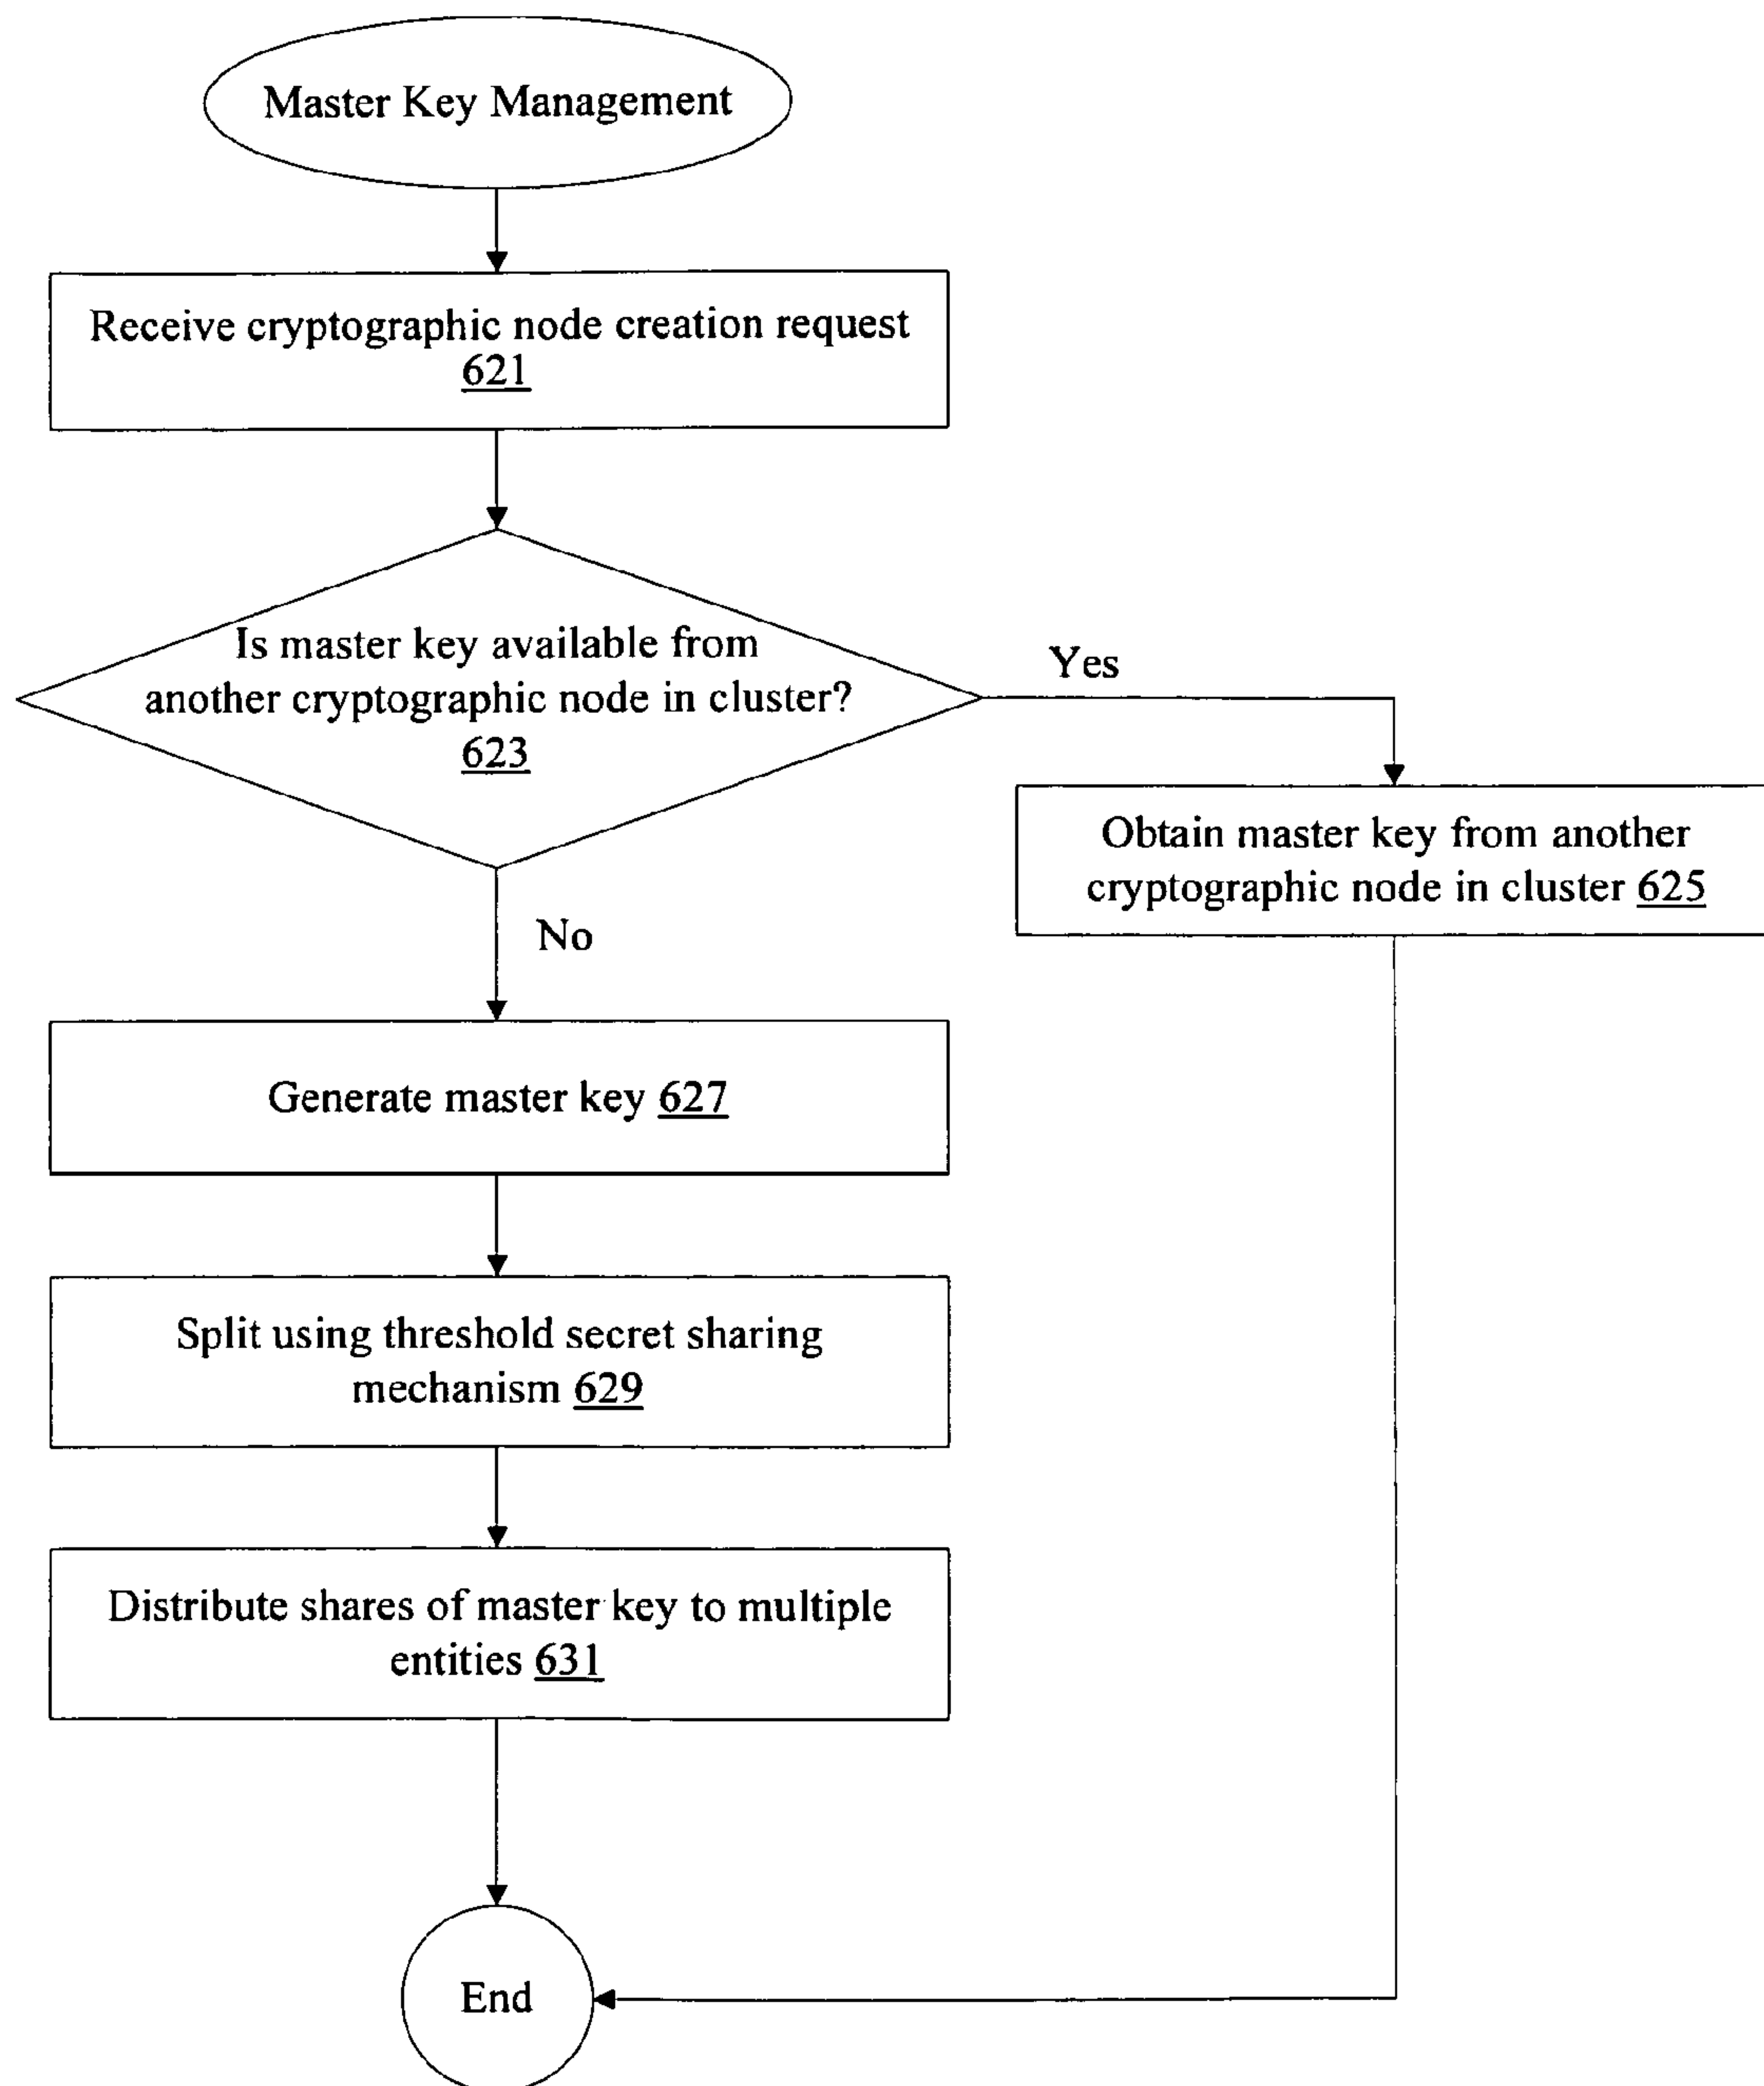 Master Key Management
Receive cryptographic node creation request
621
Is master key available from
another cryptographic node in cluster?
623
Yes
Obtain master key from another
cryptographic node in cluster 625
No
Generate master key 627
Split using threshold secret sharing
mechanism 629
Distribute shares of master key to multiple
entities 631
End